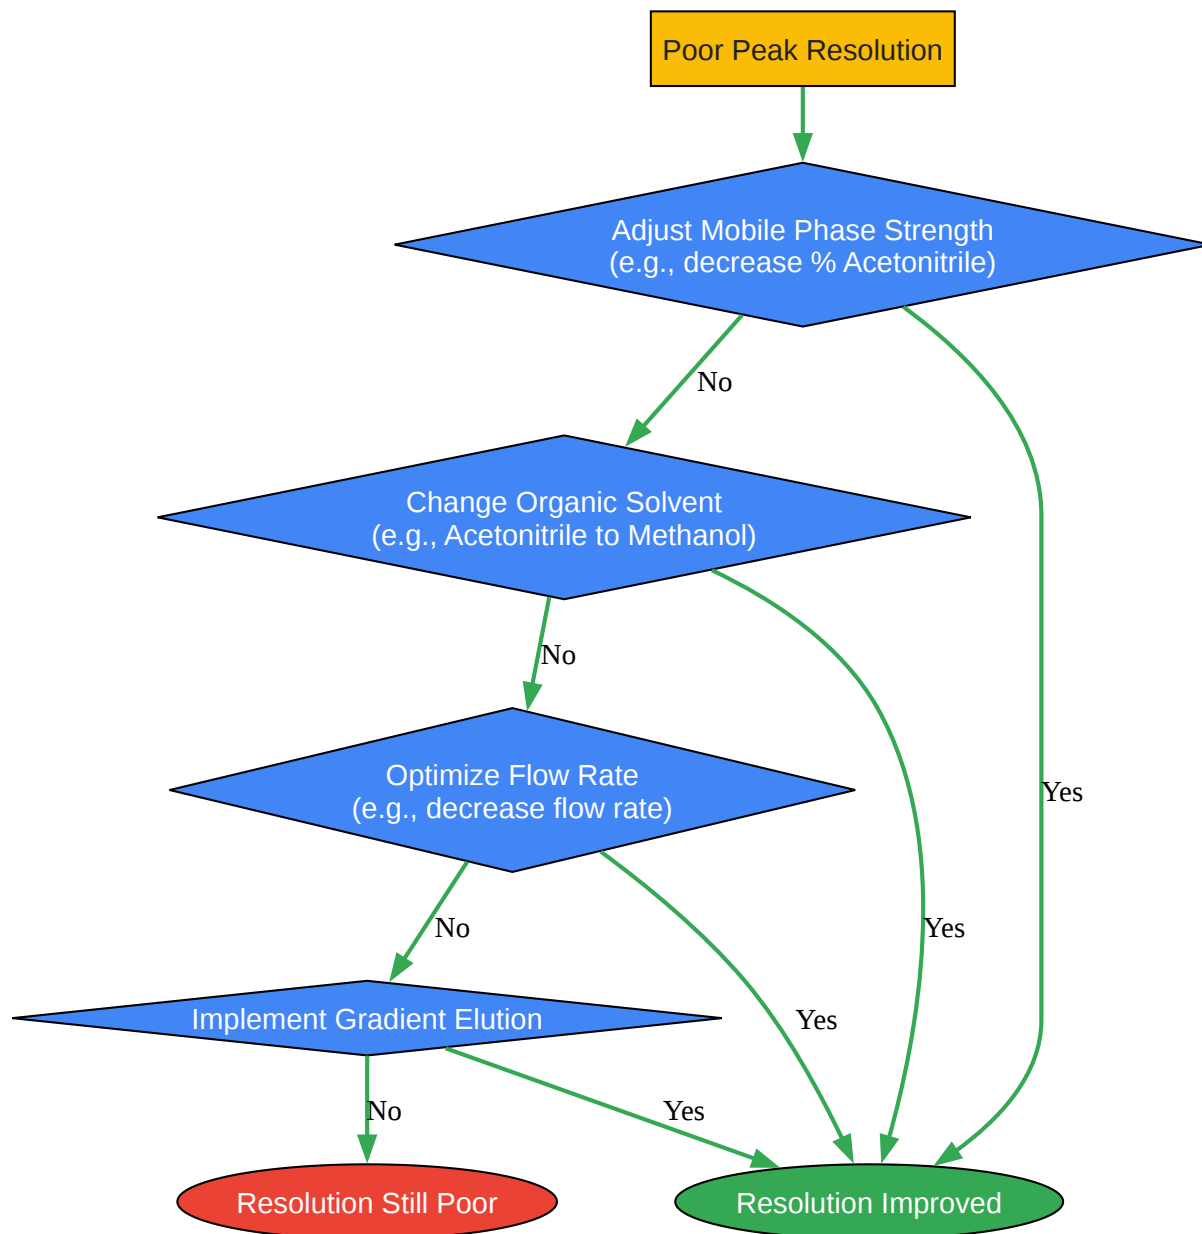 Poor Peak Resolution
Adjust Mobile Phase Strength
(e.g., decrease % Acetonitrile)
No
Change Organic Solvent
(e.g., Acetonitrile to Methanol)
No
Optimize Flow Rate
(e.g., decrease flow rate)
Yes
No
Yes
Implement Gradient Elution
Yes
No
Yes
Resolution Still Poor
Resolution Improved